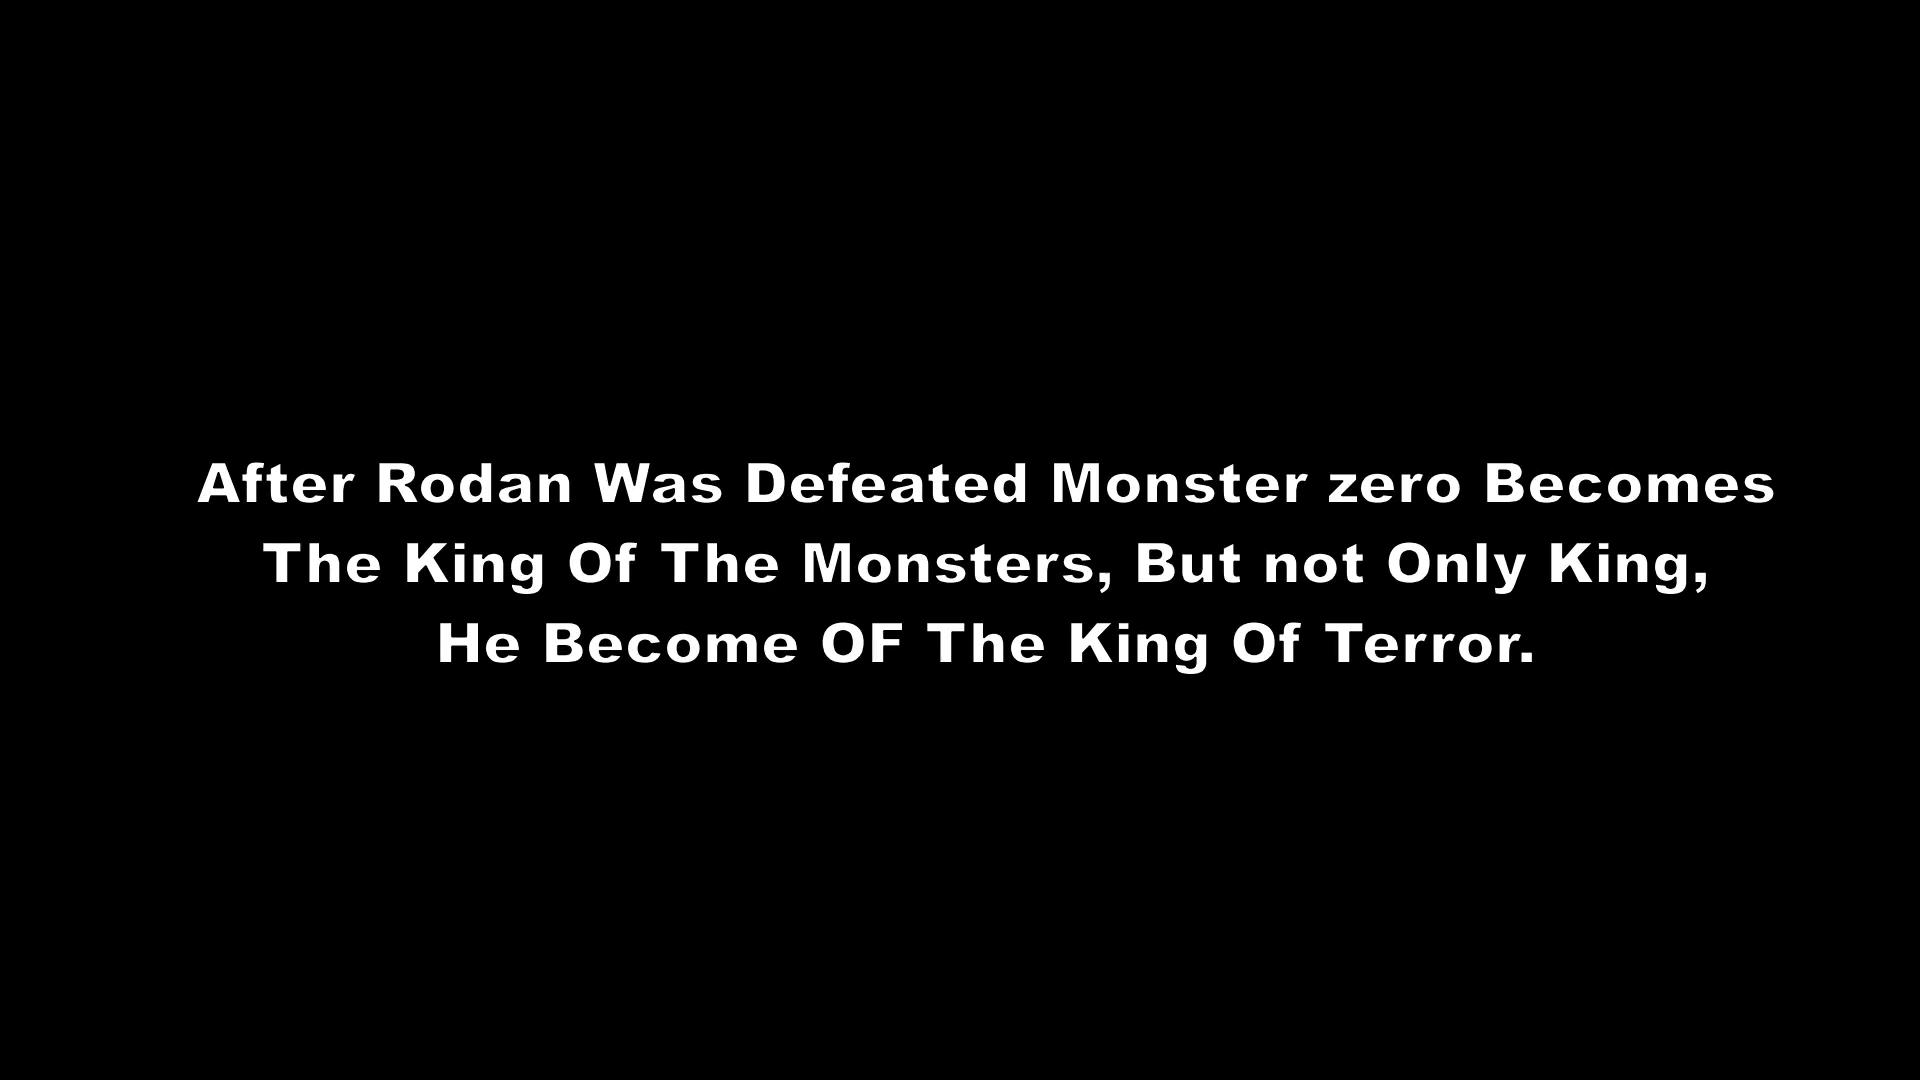 After Rodan Was Defeated Monster zero Becomes
The King Of The Monsters, But not Only King,
He Become OF The King Of Terror.